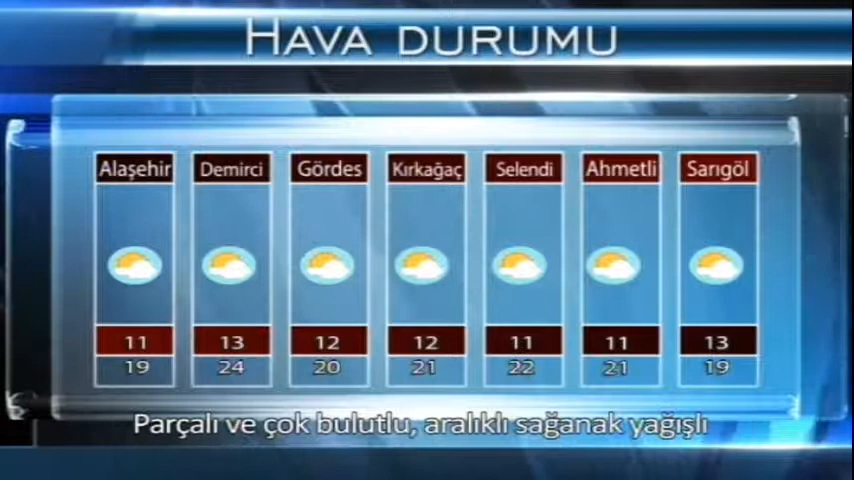 HAVA DURUMU
Alaşehir Demirci Gördes Kırkağaç Selendi Ahmetli Sarıgöl
11 13 12 12 11 11 13
19 24 20 21 22 21 19
Parçalı ve çok bulutlu, aralıklı sağanak yağışlı